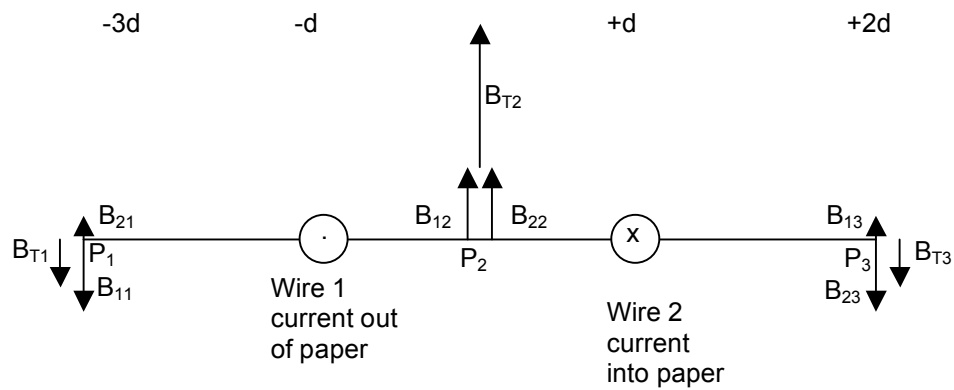 -3d -d +d +2d
B_T2
B_21 B_12 B_22 B_13
B_T1 P_1 . P_2 x P_3 B_T3
B_11 B_23
Wire 1
current out
of paper
Wire 2
current
into paper